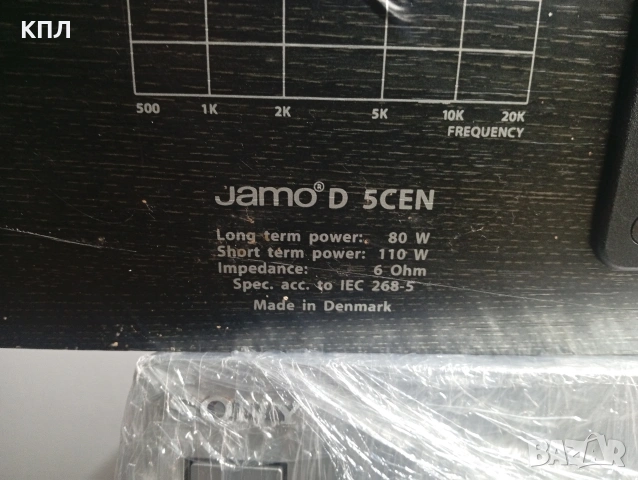 КПЛ
500 1K 2K 5K 10K 20K
FREQUENCY
Jamo® D 5CEN
Long term power: 80 W
Short term power: 110 W
Impedance: 6 Ohm
Spec. acc. to IEC 268-5
Made in Denmark
SONY
BAZAR